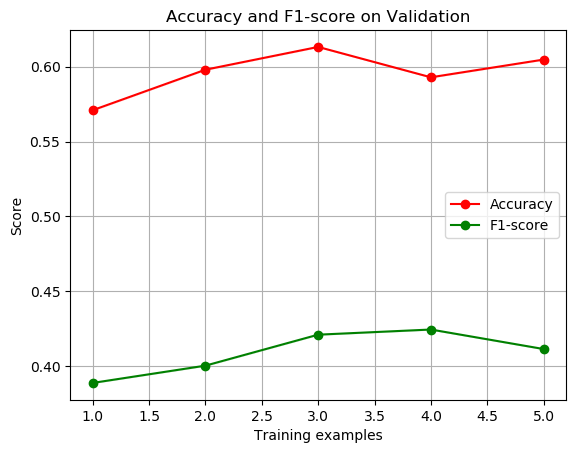 Accuracy and F1-score on Validation
0.60
0.55
0.50
0.45
0.40
Score
Accuracy
F1-score
1.0 1.5 2.0 2.5 3.0 3.5 4.0 4.5 5.0
Training examples